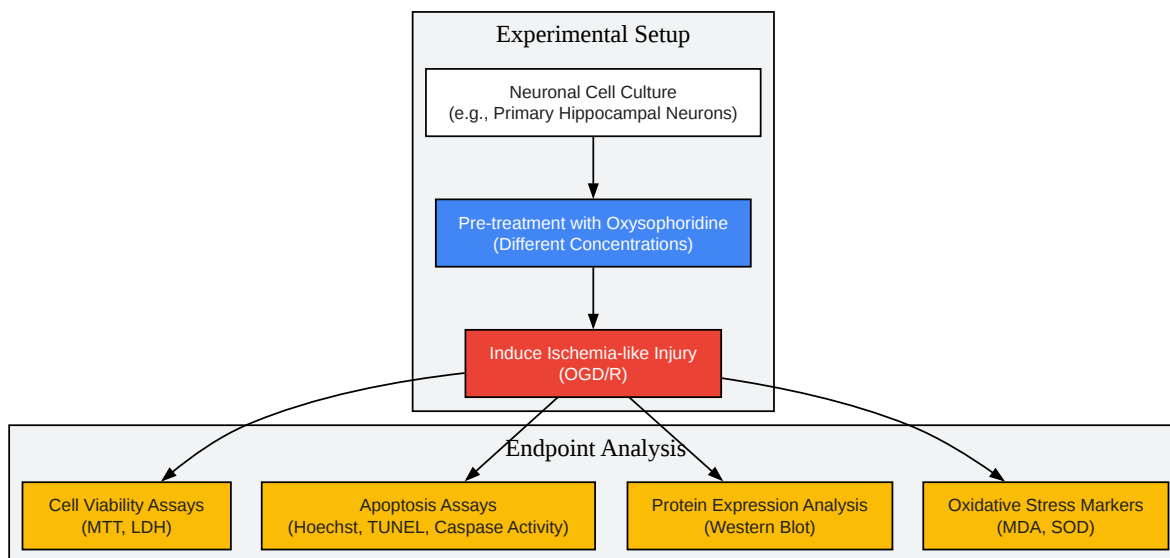 Experimental Setup
Neuronal Cell Culture
(e.g., Primary Hippocampal Neurons)
Pre-treatment with Oxysophoridine
(Different Concentrations)
Induce Ischemia-like Injury
(OGD/R)
Endpoint Analysis
Cell Viability Assays
(MTT, LDH)
Apoptosis Assays
(Hoechst, TUNEL, Caspase Activity)
Protein Expression Analysis
(Western Blot)
Oxidative Stress Markers
(MDA, SOD)